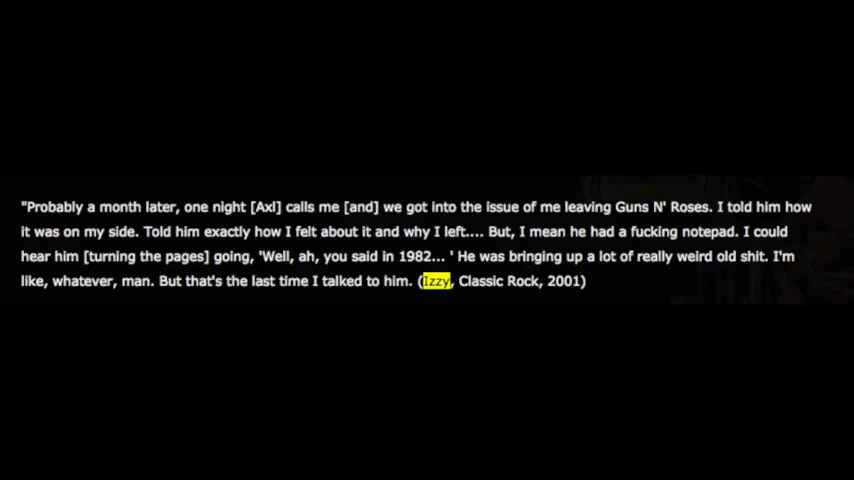 "Probably a month later, one night [Axl] calls me [and] we got into the issue of me leaving Guns N' Roses. I told him how
it was on my side. Told him exactly how I felt about it and why I left.... But, I mean he had a fucking notepad. I could
hear him [turning the pages] going, 'Well, ah, you said in 1982... ' He was bringing up a lot of really weird old shit. I'm
like, whatever, man. But that's the last time I talked to him. (Izzy, Classic Rock, 2001)